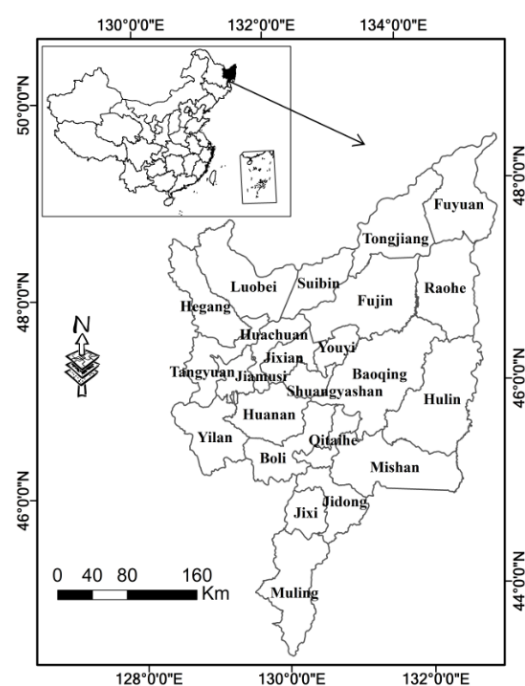 130°0'0"E 132°0'0"E 134°0'0"E
50°0'0"N
48°0'0"N
48°0'0"N
46°0'0"N
46°0'0"N
44°0'0"N
N
Fuyuan
Tongjiang
Luobei
Suibin
Raohe
Fujin
Hegang
Huachuan
Youyi
Jixian
Tangyuan
Jiamusi
Baoqing
Shuangyashan
Hulin
Huanan
Yilan
Qitaihe
Boli
Mishan
Jixi
Jidong
Muling
0 40 80 160
Km
128°0'0"E 130°0'0"E 132°0'0"E